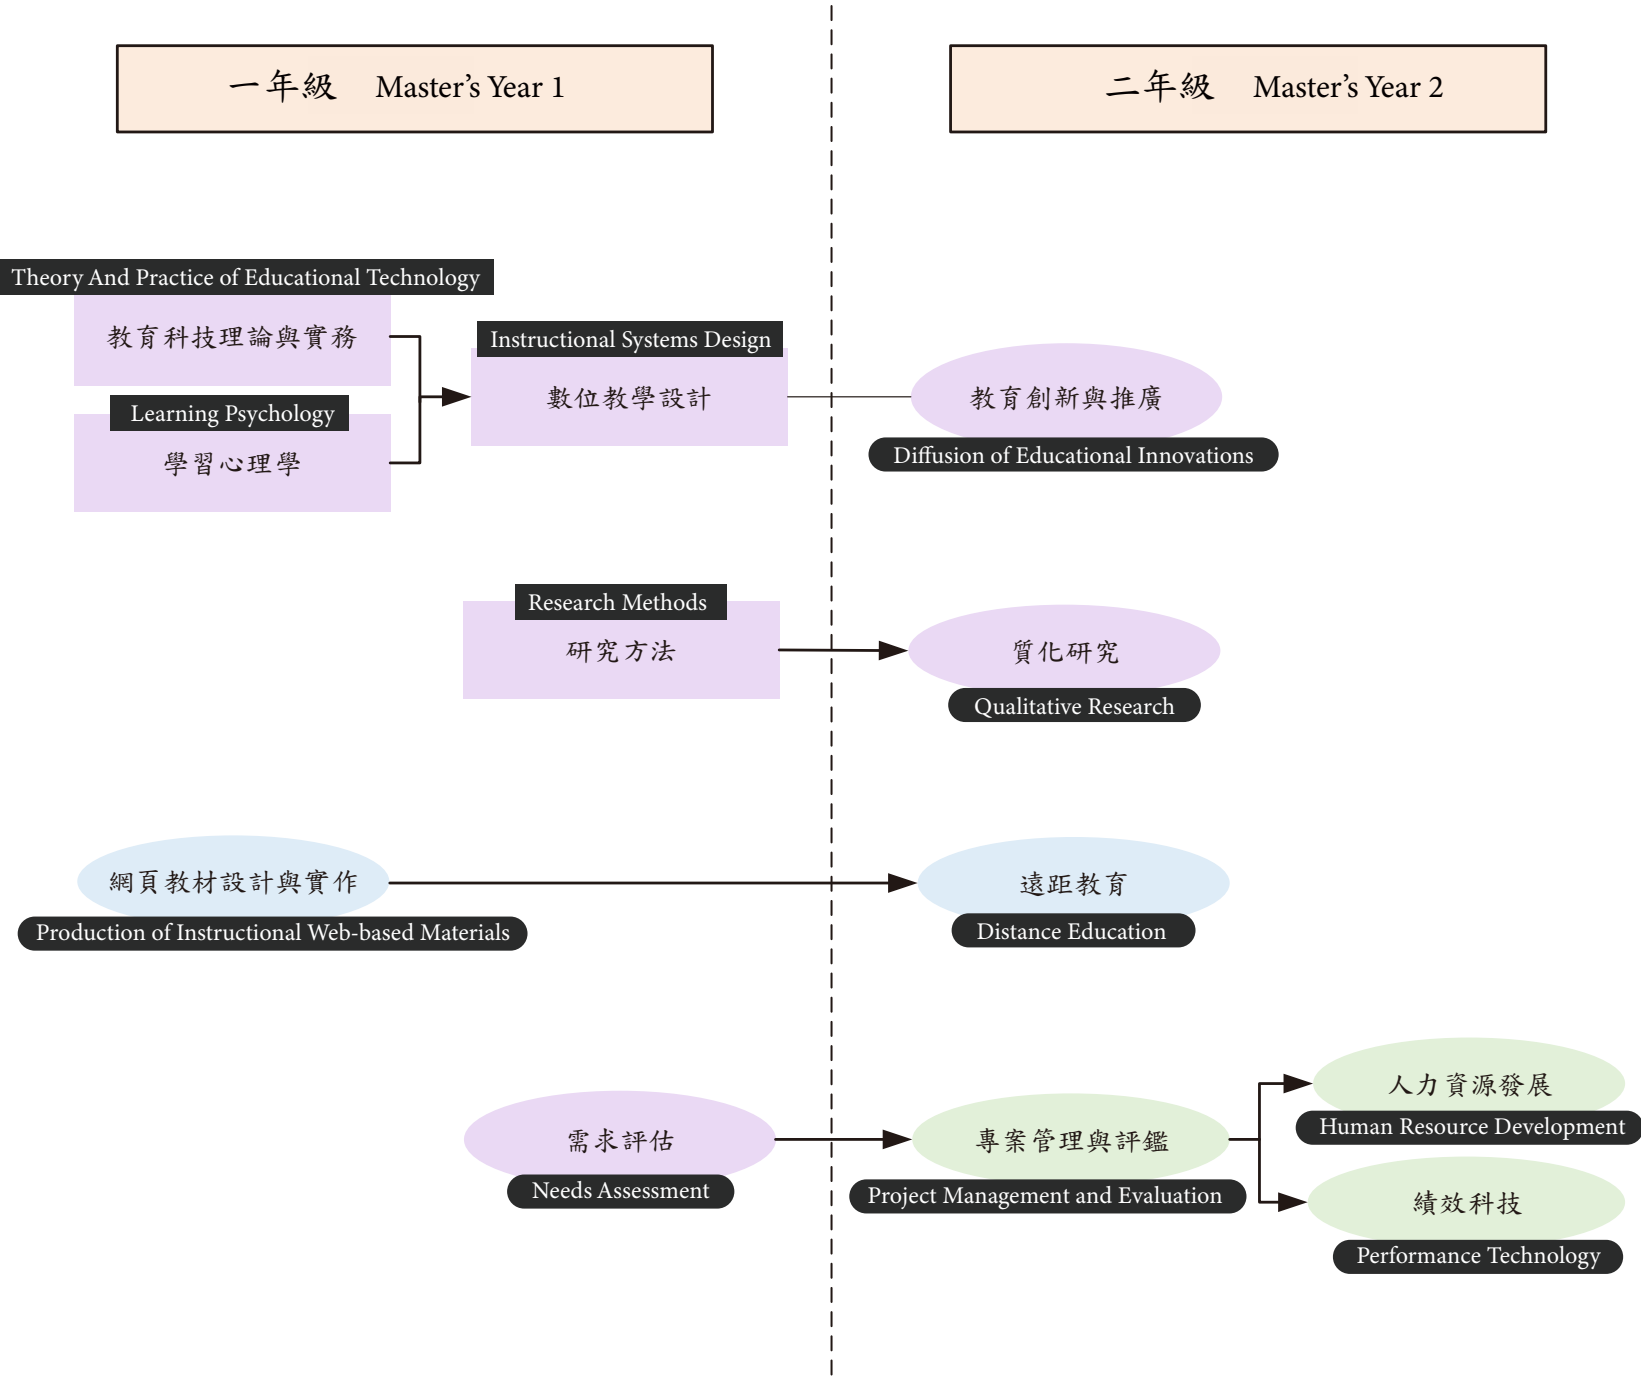 一年級 Master's Year 1
二年級 Master's Year 2
Theory And Practice of Educational Technology
教育科技理論與實務
Learning Psychology
學習心理學
Instructional Systems Design
數位教學設計
教育創新與推廣
Diffusion of Educational Innovations
Research Methods
研究方法
質化研究
Qualitative Research
網頁教材設計與實作
Production of Instructional Web-based Materials
遠距教育
Distance Education
需求評估
Needs Assessment
專案管理與評鑑
Project Management and Evaluation
人力資源發展
Human Resource Development
績效科技
Performance Technology